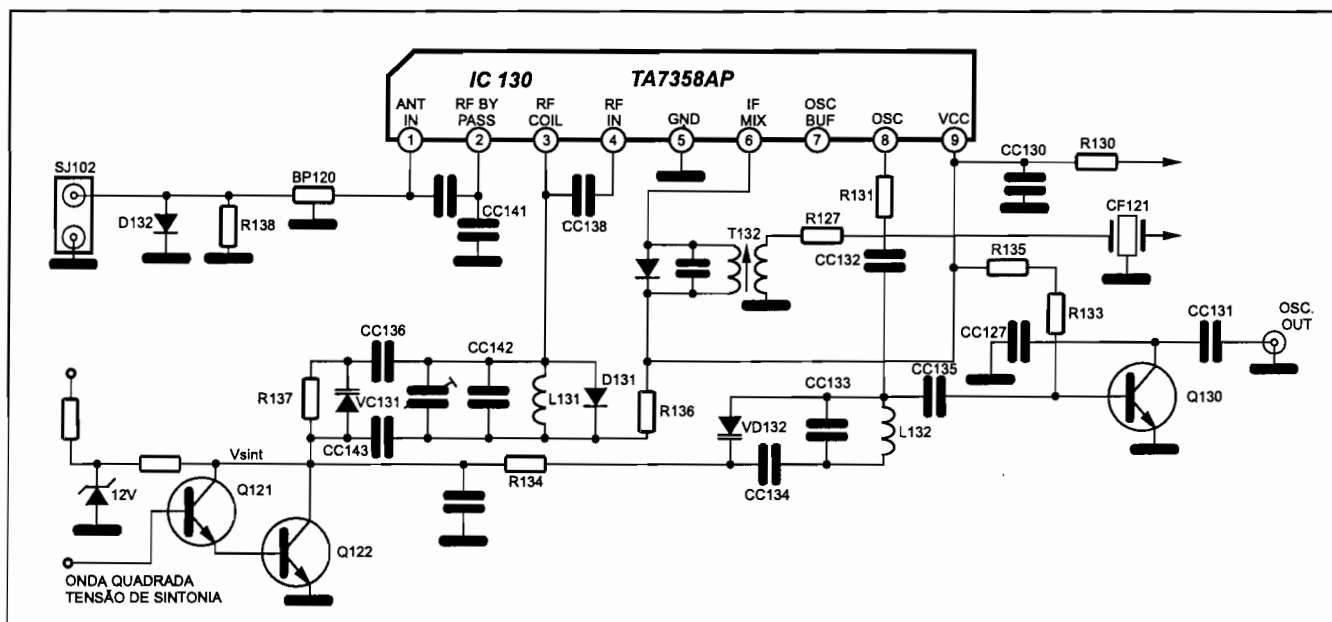 IC 130 TA7358AP
ANT IN
RF BY PASS
RF COIL
RF IN
GND
IF MIX
OSC BUF
OSC
VCC
1 2 3 4 5 6 7 8 9
SJ102
D132
R138
BP120
CC141
CC138
T132
R127
R131
CC132
CC130
R130
CF121
R135
R133
CC127
CC131
OSC. OUT
Q130
CC136
CC142
R137
VC131
CC143
L131
D131
R136
VD132
CC133
CC135
L132
CC134
R134
Vsint
12V
Q121
Q122
ONDA QUADRADA
TENSÃO DE SINTONIA